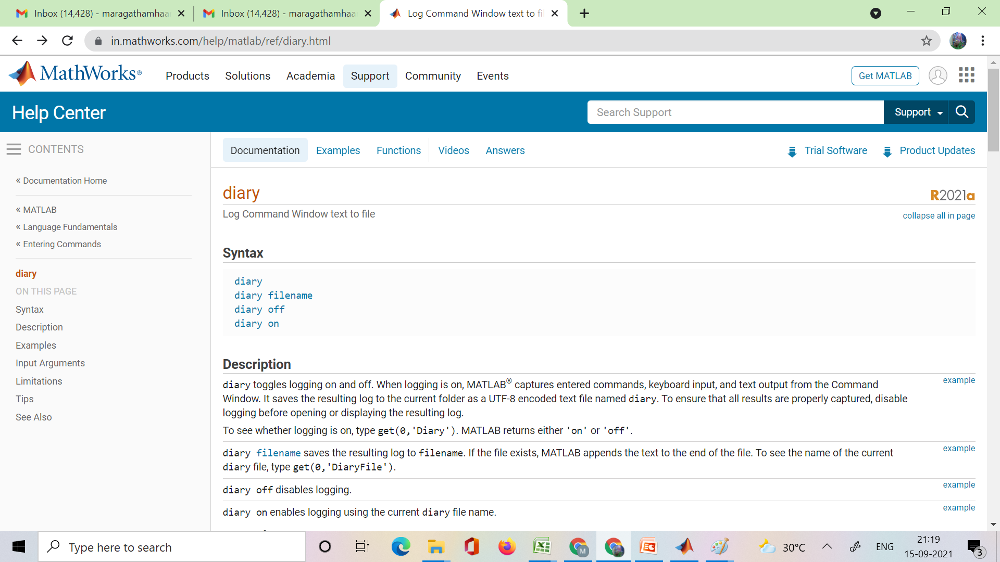 Inbox (14,428) - maragathamhaa
Inbox (14,428) - maragathamhaa
Log Command Window text to fil
in.mathworks.com/help/matlab/ref/diary.html
MathWorks®
Products
Solutions
Academia
Support
Community
Events
Get MATLAB
Help Center
Search Support
Support
CONTENTS
« Documentation Home
« MATLAB
« Language Fundamentals
« Entering Commands
diary
ON THIS PAGE
Syntax
Description
Examples
Input Arguments
Limitations
Tips
See Also
Documentation
Examples
Functions
Videos
Answers
Trial Software
Product Updates
diary
R2021a
Log Command Window text to file
collapse all in page
Syntax
diary
diary filename
diary off
diary on
Description
diary toggles logging on and off. When logging is on, MATLAB® captures entered commands, keyboard input, and text output from the Command
example
Window. It saves the resulting log to the current folder as a UTF-8 encoded text file named diary. To ensure that all results are properly captured, disable
logging before opening or displaying the resulting log.
To see whether logging is on, type get(0,'Diary'). MATLAB returns either 'on' or 'off'.
diary filename saves the resulting log to filename. If the file exists, MATLAB appends the text to the end of the file. To see the name of the current
example
diary file, type get(0,'DiaryFile').
diary off disables logging.
example
diary on enables logging using the current diary file name.
example
Type here to search
M
30°C
ENG
21:19
15-09-2021
3